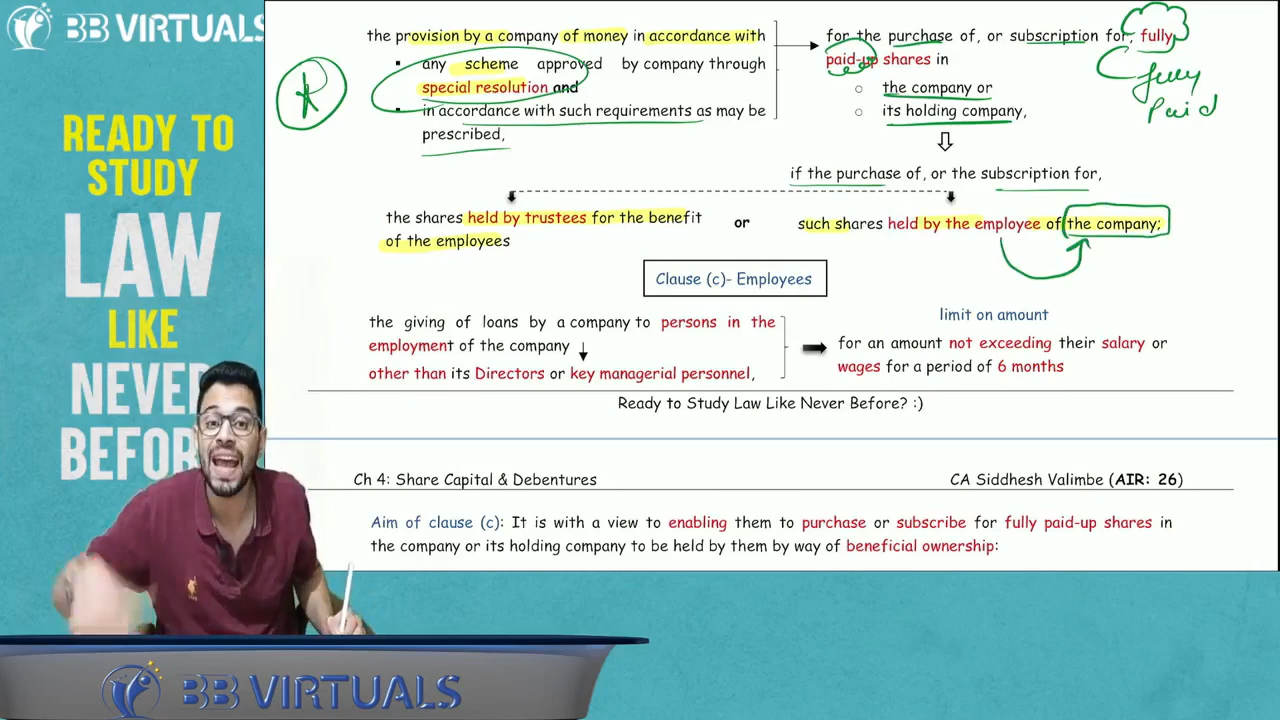 BB VIRTUALS
READY TO
STUDY
LAW
LIKE
NEVER
BEFOR
the provision by a company of money in accordance with
▪ any scheme approved by company through
special resolution and
▪ in accordance with such requirements as may be
prescribed,
R
for the purchase of, or subscription for, fully
paid-up shares in
○ the company or
○ its holding company,
fully
paid
if the purchase of, or the subscription for,
the shares held by trustees for the benefit
of the employees
or
such shares held by the employee of the company;
Clause (c)- Employees
the giving of loans by a company to persons in the
employment of the company
other than its Directors or key managerial personnel,
limit on amount
for an amount not exceeding their salary or
wages for a period of 6 months
Ready to Study Law Like Never Before? :)
Ch 4: Share Capital & Debentures
CA Siddhesh Valimbe (AIR: 26)
Aim of clause (c): It is with a view to enabling them to purchase or subscribe for fully paid-up shares in
the company or its holding company to be held by them by way of beneficial ownership:
BB VIRTUALS